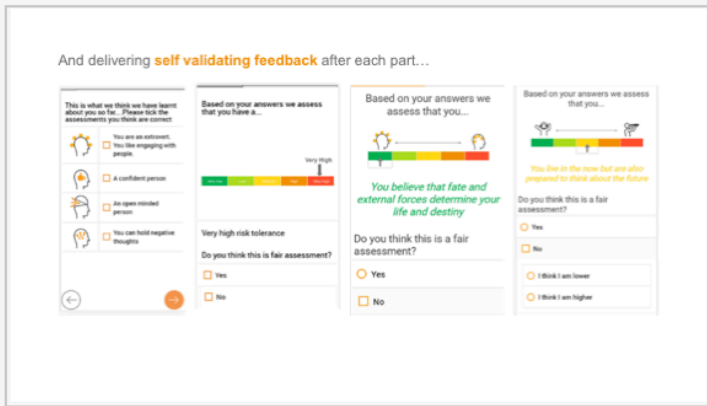 And delivering self validating feedback after each part...
This is what we think we have learnt
about you so far... Please tick the
assessments you think are correct
You are an extrovert.
You like engaging with
people.
A confident person
An open minded
person
You can hold negative
thoughts
Based on your answers we assess
that you have a...
Very High
Very high risk tolerance
Do you think this is fair assessment?
Yes
No
Based on your answers we
assess that you...
You believe that fate and
external forces determine your
life and destiny
Do you think this is a fair
assessment?
Yes
No
Based on your answers we assess
that you...
You live in the now but are also
prepared to think about the future
Do you think this is a fair
assessment?
Yes
No
I think I am lower
I think I am higher